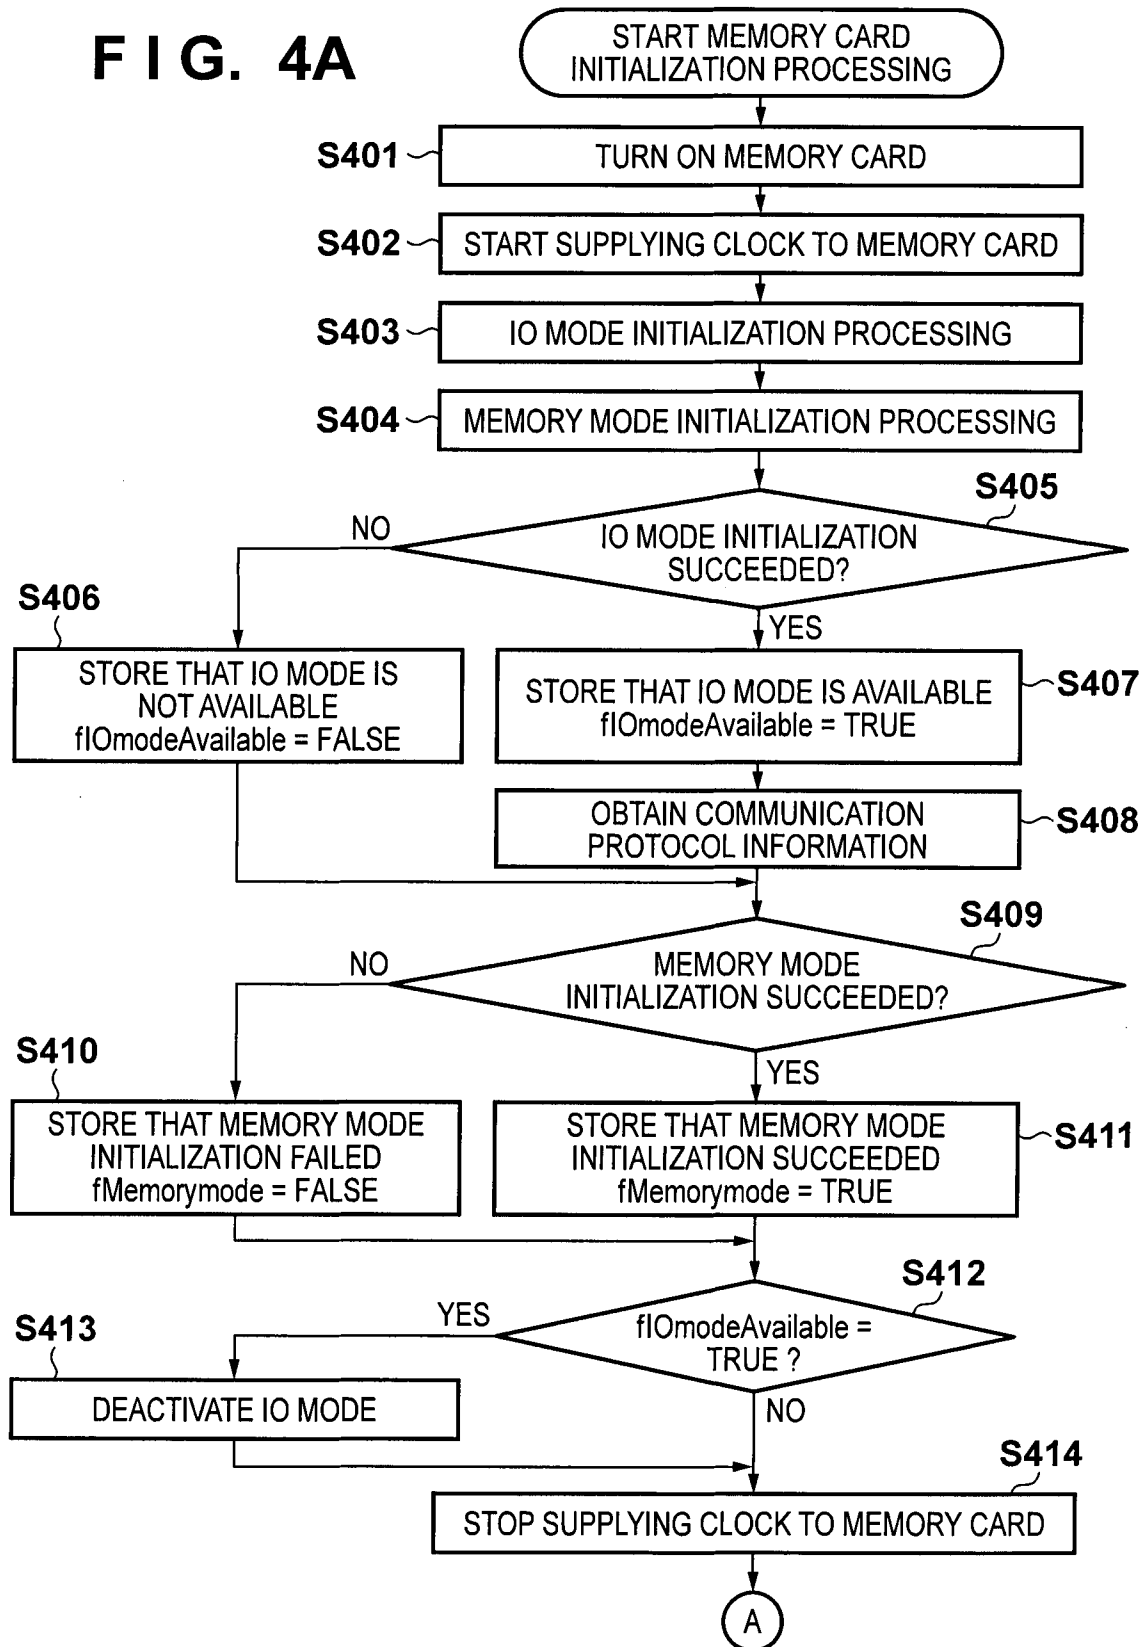 FIG. 4A
START MEMORY CARD
INITIALIZATION PROCESSING
S401
TURN ON MEMORY CARD
S402
START SUPPLYING CLOCK TO MEMORY CARD
S403
IO MODE INITIALIZATION PROCESSING
S404
MEMORY MODE INITIALIZATION PROCESSING
S405
NO
IO MODE INITIALIZATION
SUCCEEDED?
S406
YES
STORE THAT IO MODE IS
NOT AVAILABLE
fIOmodeAvailable = FALSE
STORE THAT IO MODE IS AVAILABLE
fIOmodeAvailable = TRUE
S407
OBTAIN COMMUNICATION
PROTOCOL INFORMATION
S408
S409
NO
MEMORY MODE
INITIALIZATION SUCCEEDED?
S410
YES
STORE THAT MEMORY MODE
INITIALIZATION FAILED
fMemorymode = FALSE
STORE THAT MEMORY MODE
INITIALIZATION SUCCEEDED
fMemorymode = TRUE
S411
S412
YES
fIOmodeAvailable =
TRUE ?
S413
DEACTIVATE IO MODE
NO
S414
STOP SUPPLYING CLOCK TO MEMORY CARD
A